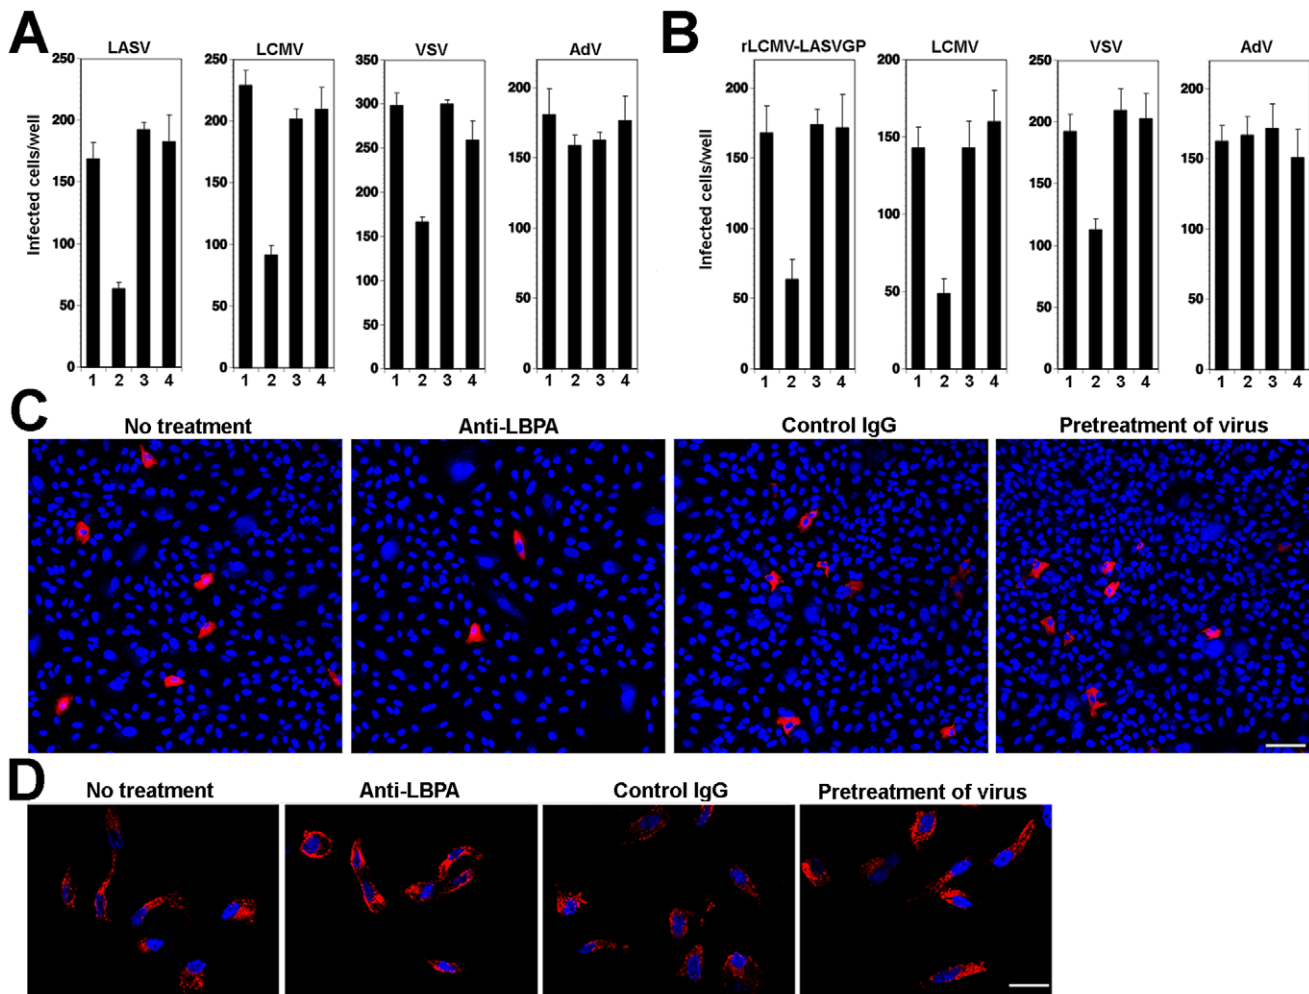 A
LASV
LCMV
VSV
AdV
Infected cells/well
250
200
150
100
50
0
1 2 3 4
250
200
150
100
50
0
1 2 3 4
350
300
250
200
150
100
50
0
1 2 3 4
200
150
100
50
0
1 2 3 4
B
rLCMV-LASVGP
LCMV
VSV
AdV
Infected cells/well
200
150
100
50
0
1 2 3 4
200
150
100
50
0
1 2 3 4
250
200
150
100
50
0
1 2 3 4
200
150
100
50
0
1 2 3 4
C
No treatment
Anti-LBPA
Control IgG
Pretreatment of virus
D
No treatment
Anti-LBPA
Control IgG
Pretreatment of virus